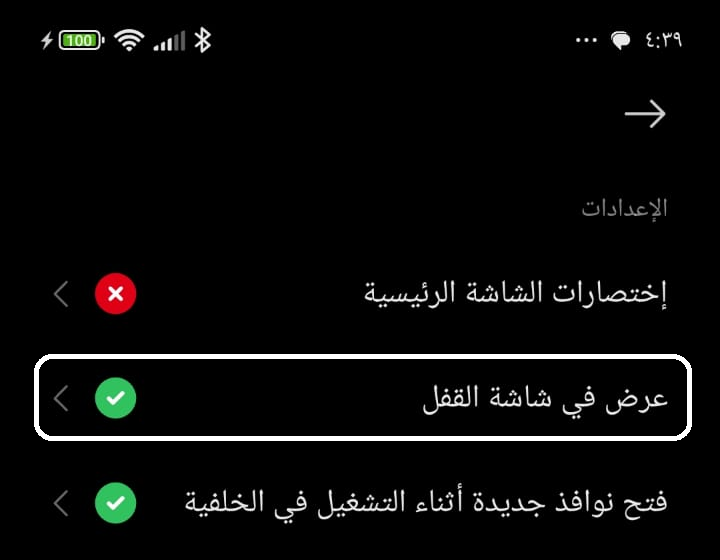 100 ... ٤:٣٩
الإعدادات
إختصارات الشاشة الرئيسية
عرض في شاشة القفل
فتح نوافذ جديدة أثناء التشغيل في الخلفية